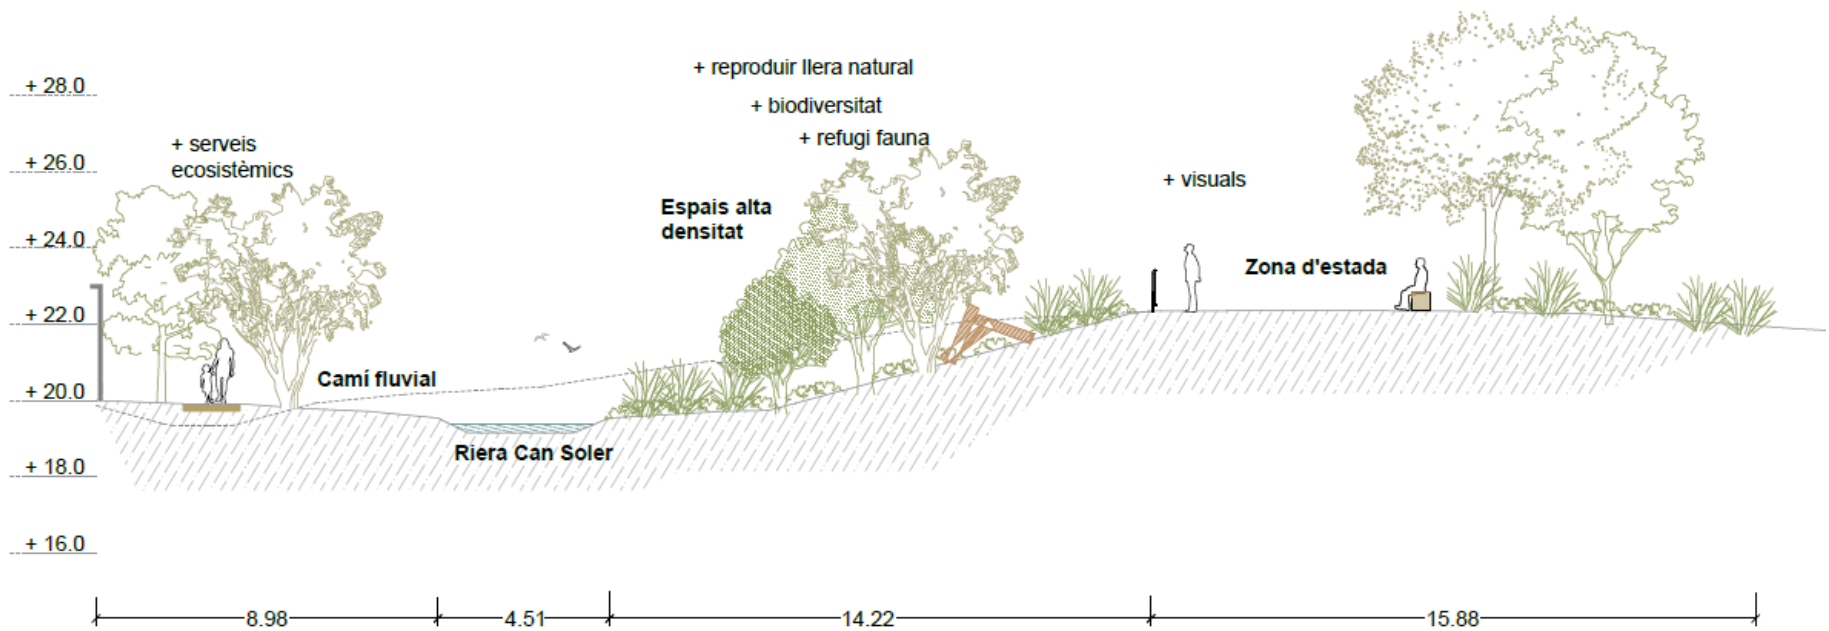 + reproduir llera natural
+ biodiversitat
+ refugi fauna
+ serveis
ecosistèmics
+ visuals
Espais alta
densitat
Zona d'estada
Camí fluvial
Riera Can Soler
+ 28.0
+ 26.0
+ 24.0
+ 22.0
+ 20.0
+ 18.0
+ 16.0
8.98
4.51
14.22
15.88